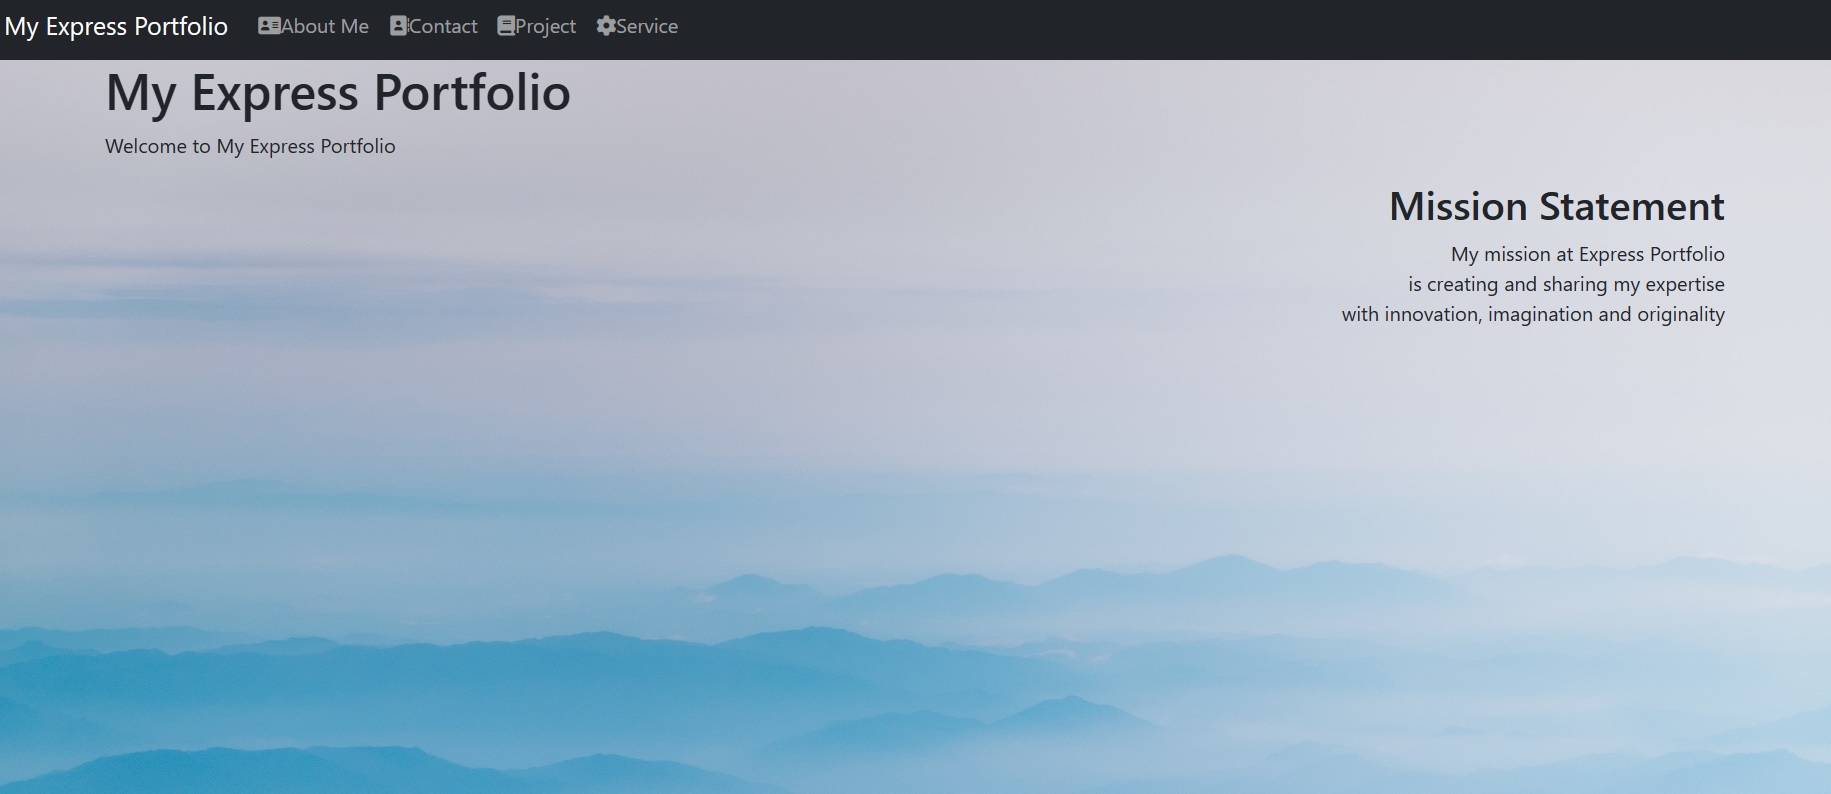 My Express Portfolio About Me Contact Project Service
My Express Portfolio
Welcome to My Express Portfolio
Mission Statement
My mission at Express Portfolio
is creating and sharing my expertise
with innovation, imagination and originality